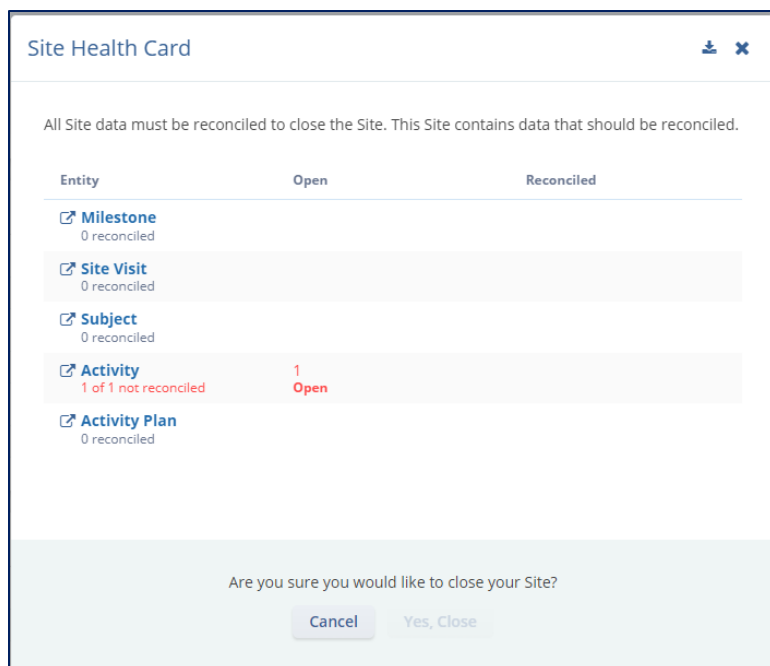 Site Health Card
All Site data must be reconciled to close the Site. This Site contains data that should be reconciled.
Entity Open Reconciled
Milestone
0 reconciled
Site Visit
0 reconciled
Subject
0 reconciled
Activity 1
1 of 1 not reconciled Open
Activity Plan
0 reconciled
Are you sure you would like to close your Site?
Cancel Yes, Close